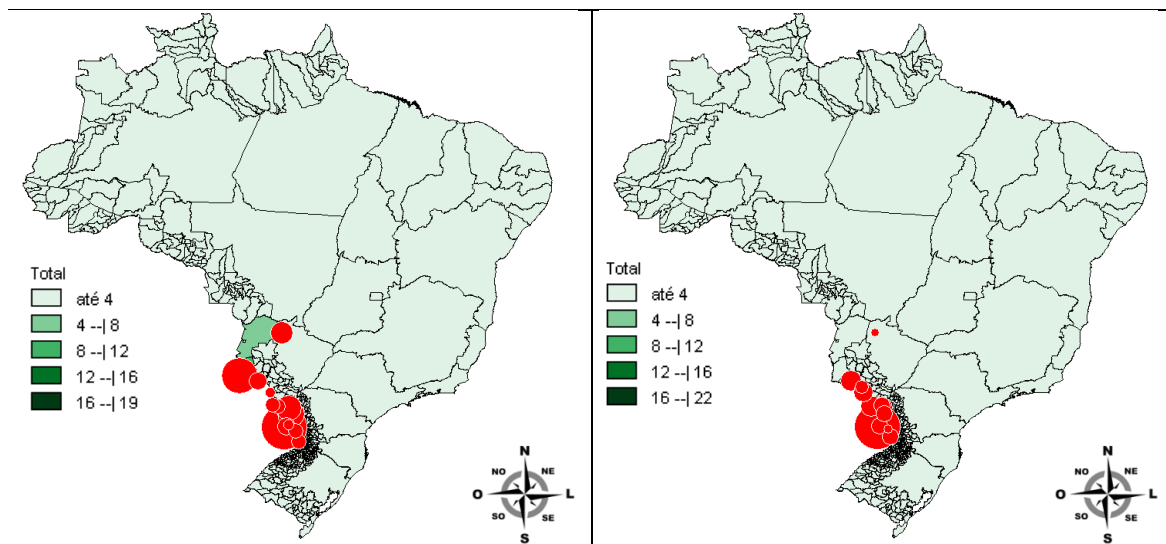 Total
até 4
4 --| 8
8 --| 12
12 --| 16
16 --| 19
N
NO
NE
O
L
SO
SE
S
Total
até 4
4 --| 8
8 --| 12
12 --| 16
16 --| 22
N
NO
NE
O
L
SO
SE
S